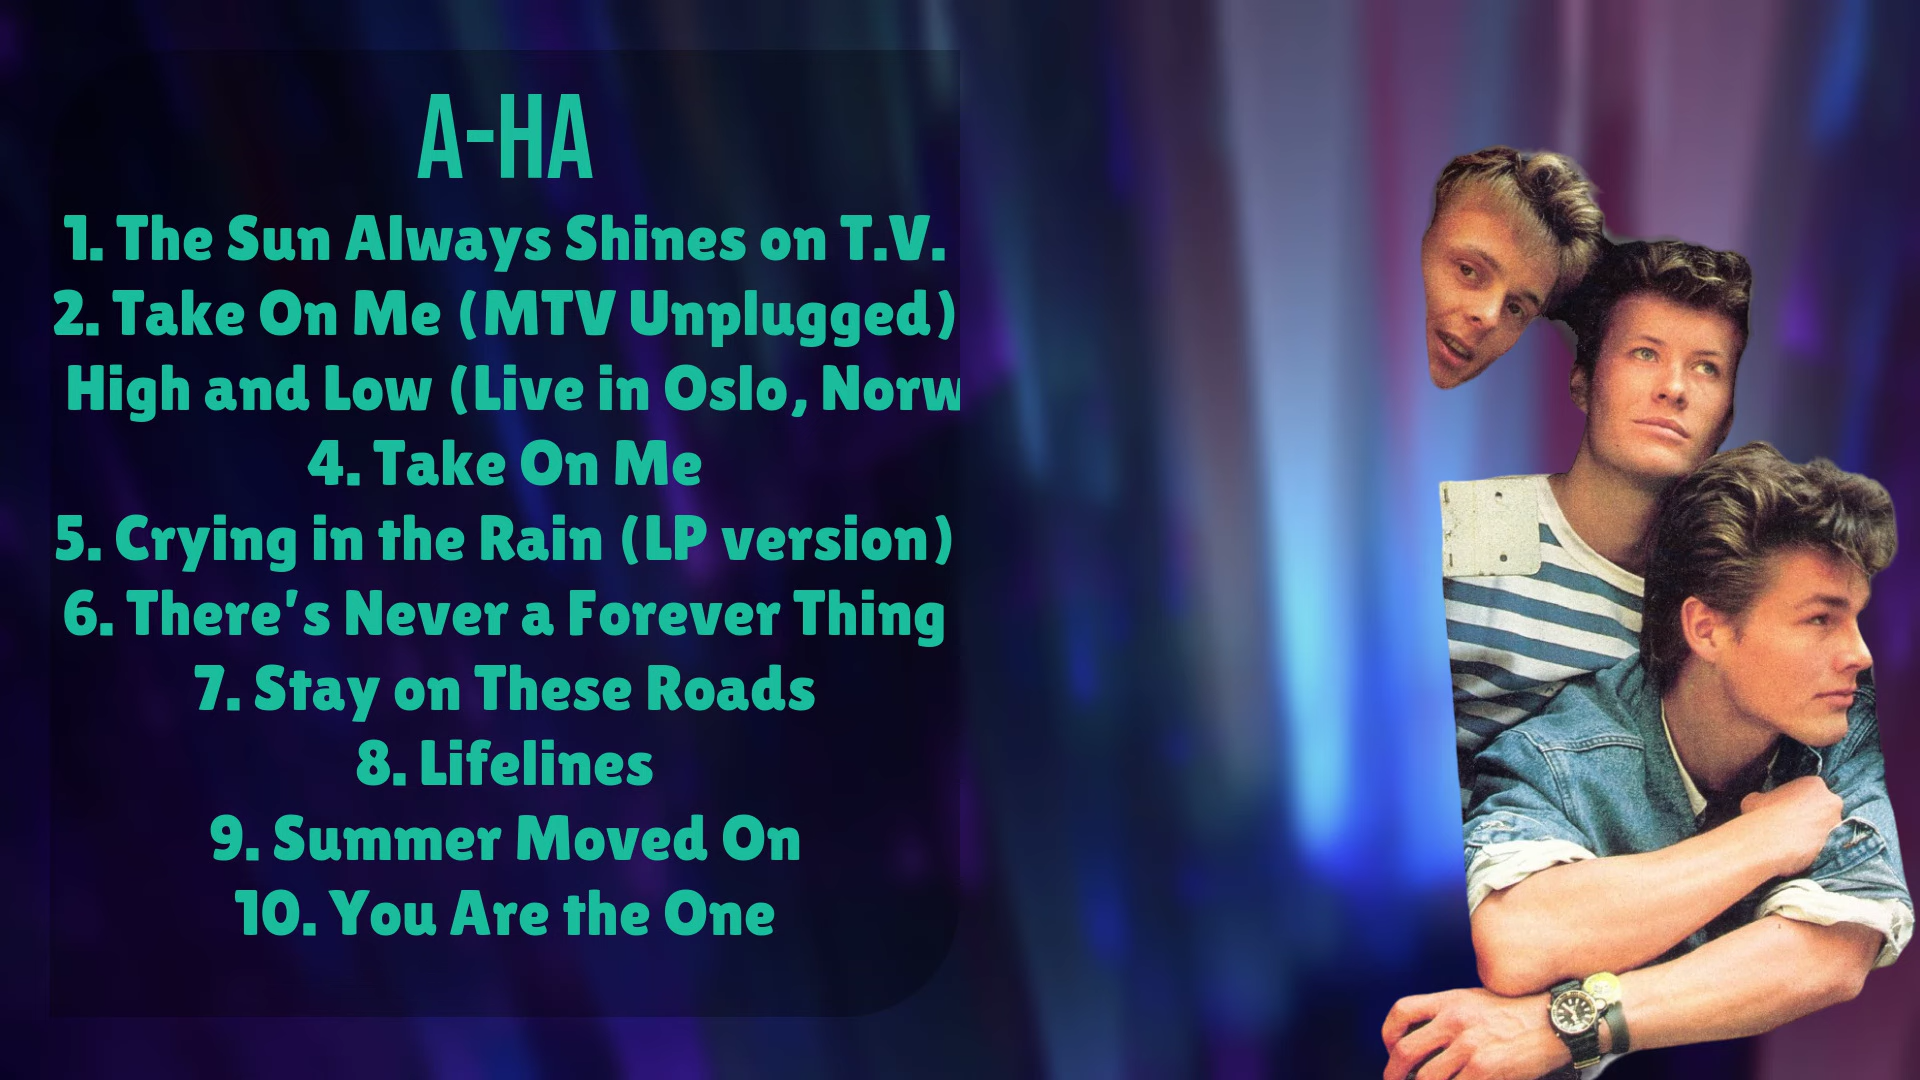 A-HA
1. The Sun Always Shines on T.V.
2. Take On Me (MTV Unplugged)
High and Low (Live in Oslo, Norw
4. Take On Me
5. Crying in the Rain (LP version)
6. There's Never a Forever Thing
7. Stay on These Roads
8. Lifelines
9. Summer Moved On
10. You Are the One